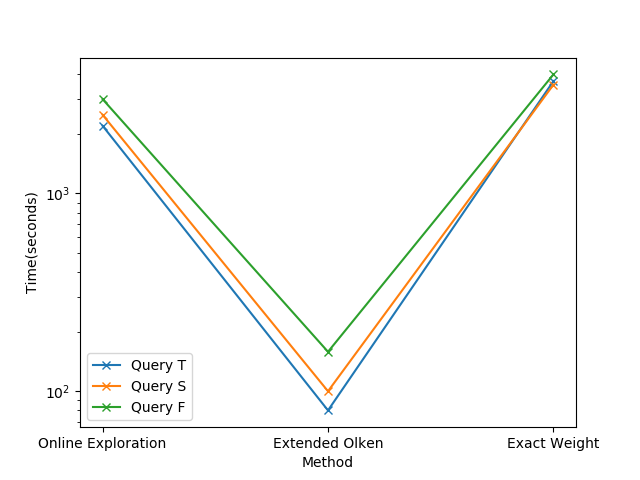 Time(seconds)
10³
10²
Query T
Query S
Query F
Online Exploration
Extended Olken
Exact Weight
Method